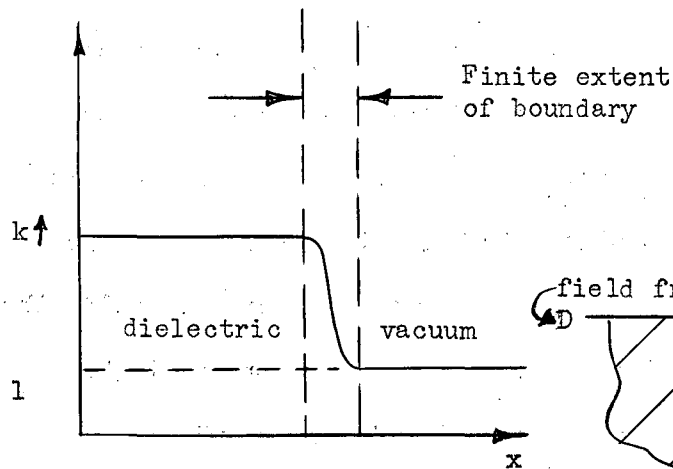 Finite extent
of boundary
k
field fr
D
dielectric
vacuum
1
x